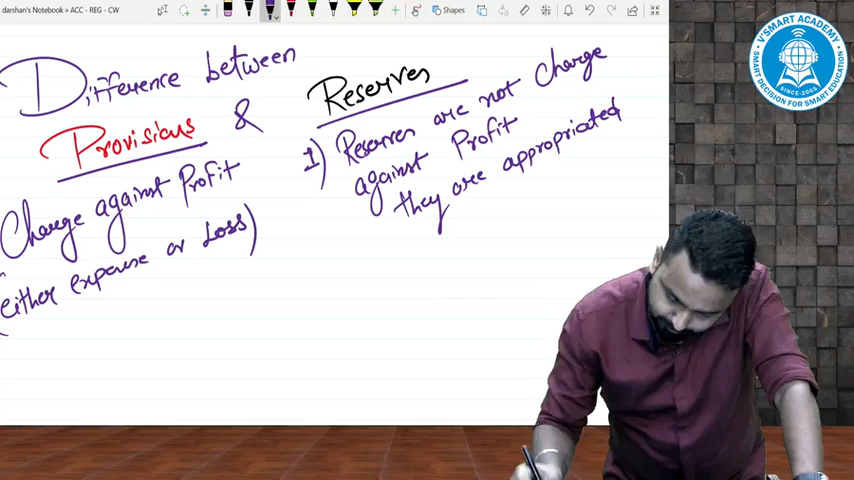 darshan's Notebook » ACC - REG - CW
Shapes
Difference between
Provisions & Reserves
Charge against Profit
(either expense or Loss)
1) Reserves are not charge
against Profit
they are appropriated
V'SMART ACADEMY
SINCE-2005
SMART DECISION FOR SMART EDUCATION